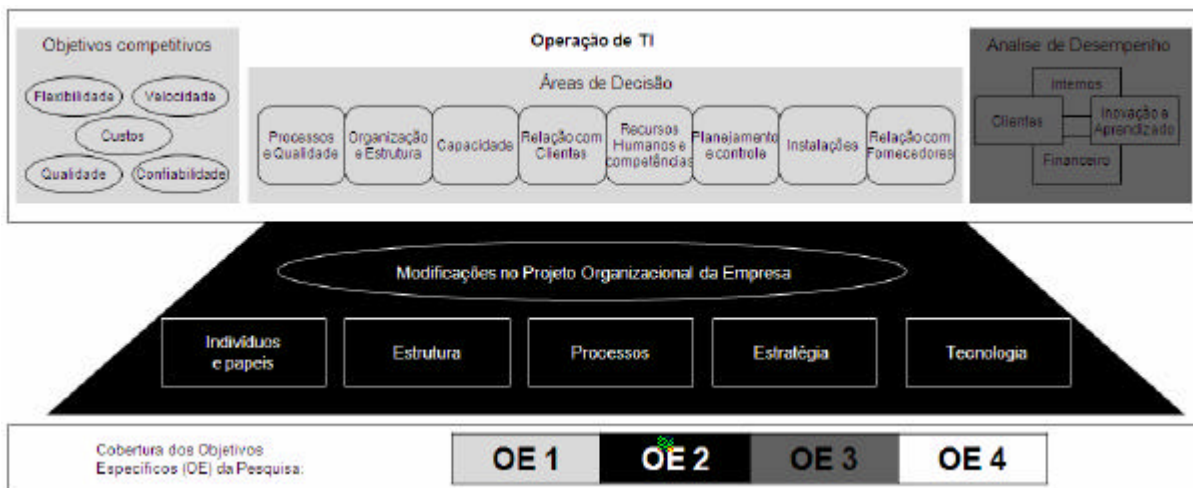 Operação de TI
Objetivos competitivos
Flexibilidade
Velocidade
Custos
Qualidade
Confiabilidade
Áreas de Decisão
Processos
e Qualidade
Organização
e Estrutura
Capacidade
Relação com
Clientes
Recursos
Humanos e
competências
Planejamento
e controle
Instalações
Relação com
Fornecedores
Analise de Desempenho
Internos
Clientes
Inovação e
Aprendizado
Financeiro
Modificações no Projeto Organizacional da Empresa
Indivíduos
e papeis
Estrutura
Processos
Estratégia
Tecnologia
Cobertura dos Objetivos
Específicos (OE) da Pesquisa:
OE 1
OE 2
OE 3
OE 4